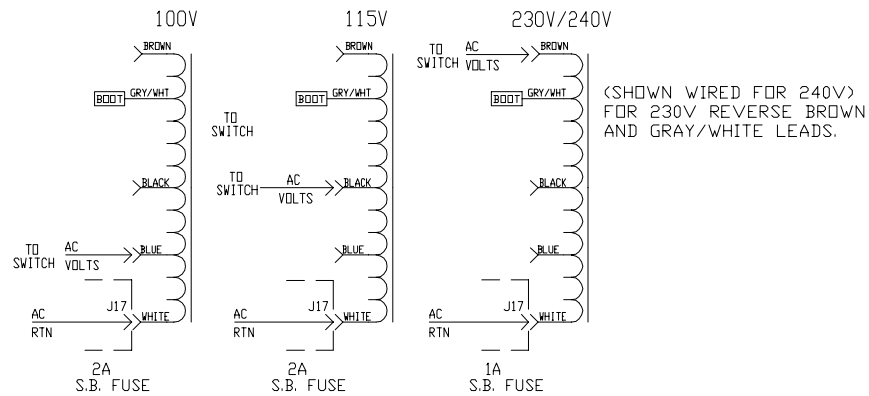 100V
BROWN
GRY/WHT
BOOT
BLACK
TO
SWITCH
AC
VOLTS
BLUE
J17
AC
RTN
WHITE
2A
S.B. FUSE
TO
SWITCH
115V
BROWN
GRY/WHT
BOOT
TO
SWITCH
AC
VOLTS
BLACK
BLUE
J17
AC
RTN
WHITE
2A
S.B. FUSE
230V/240V
TO
SWITCH
AC
VOLTS
BROWN
GRY/WHT
BOOT
BLACK
BLUE
J17
AC
RTN
WHITE
1A
S.B. FUSE
(SHOWN WIRED FOR 240V)
FOR 230V REVERSE BROWN
AND GRAY/WHITE LEADS.